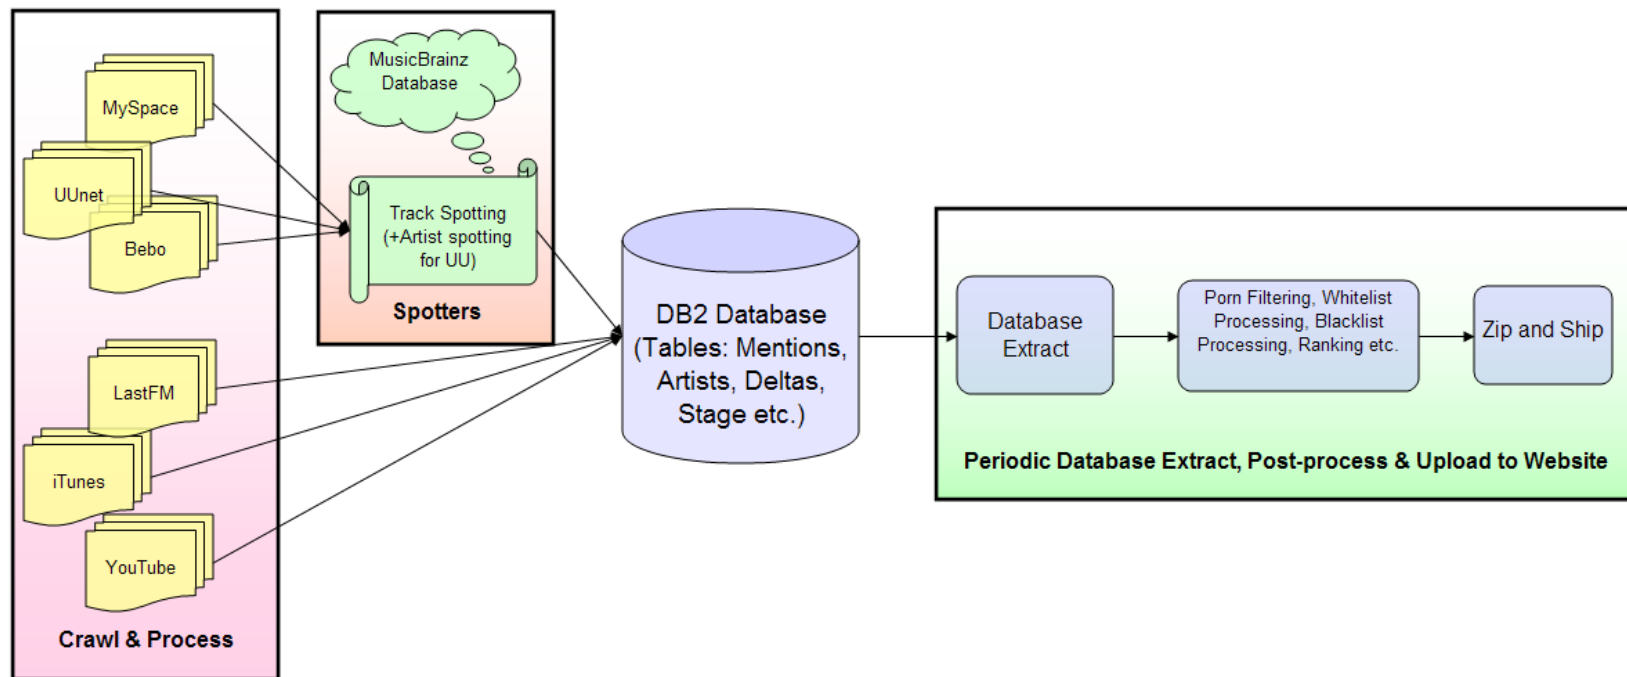 MySpace
UUnet
Bebo
LastFM
iTunes
YouTube
Crawl & Process
MusicBrainz
Database
Track Spotting
(+Artist spotting
for UU)
Spotters
DB2 Database
(Tables: Mentions,
Artists, Deltas,
Stage etc.)
Database
Extract
Porn Filtering, Whitelist
Processing, Blacklist
Processing, Ranking etc.
Zip and Ship
Periodic Database Extract, Post-process & Upload to Website